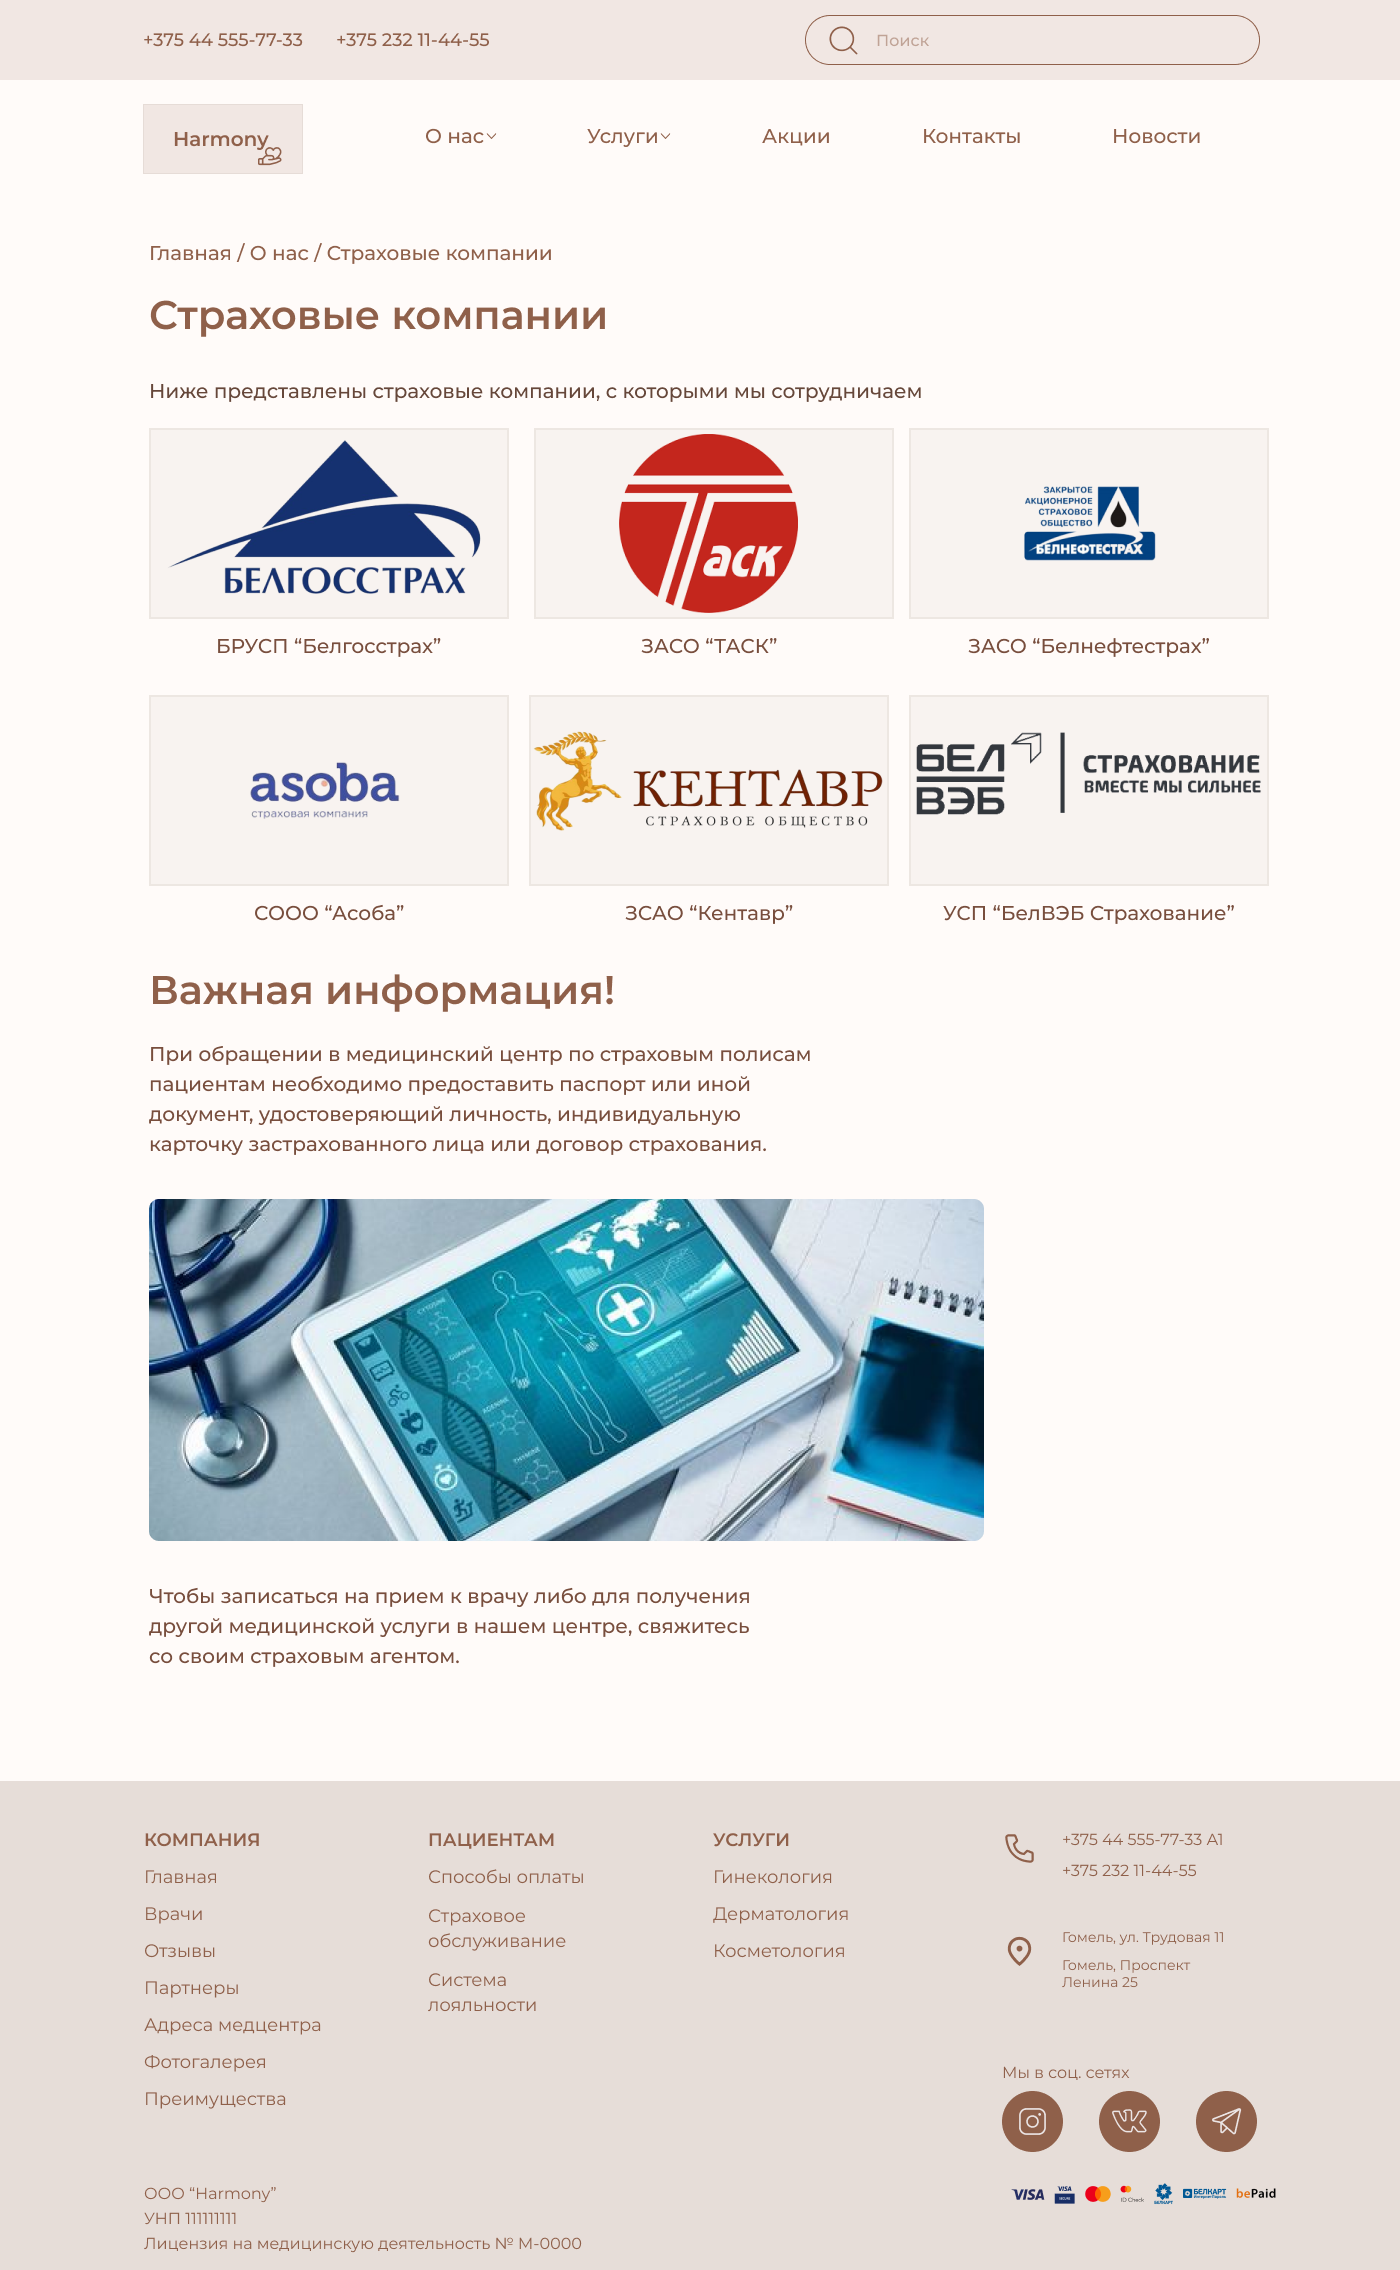 +375 44 555-77-33 +375 232 11-44-55 Поиск
Harmony
О нас Услуги Акции Контакты Новости
Главная / О нас / Страховые компании
Страховые компании
Ниже представлены страховые компании, с которыми мы сотрудничаем
БЕЛГОССТРАХ
Таск
ЗАКРЫТОЕ
АКЦИОНЕРНОЕ
СТРАХОВОЕ
ОБЩЕСТВО
БЕЛНЕФТЕСТРАХ
БРУСП “Белгосстрах” ЗАСО “ТАСК” ЗАСО “Белнефтестрах”
asoba
страховая компания
КЕНТАВР
СТРАХОВОЕ ОБЩЕСТВО
БЕЛ
ВЭБ
СТРАХОВАНИЕ
ВМЕСТЕ МЫ СИЛЬНЕЕ
СООО “Асоба” ЗСАО “Кентавр” УСП “БелВЭБ Страхование”
Важная информация!
При обращении в медицинский центр по страховым полисам
пациентам необходимо предоставить паспорт или иной
документ, удостоверяющий личность, индивидуальную
карточку застрахованного лица или договор страхования.
CYTOSINE
GUANINE
ADENINE
THYMINE
Чтобы записаться на прием к врачу либо для получения
другой медицинской услуги в нашем центре, свяжитесь
со своим страховым агентом.
КОМПАНИЯ
Главная
Врачи
Отзывы
Партнеры
Адреса медцентра
Фотогалерея
Преимущества
ПАЦИЕНТАМ
Способы оплаты
Страховое
обслуживание
Система
лояльности
УСЛУГИ
Гинекология
Дерматология
Косметология
+375 44 555-77-33 А1
+375 232 11-44-55
Гомель, ул. Трудовая 11
Гомель, Проспект
Ленина 25
Мы в соц. сетях
VISA VISA ID Check БЕЛКАРТ БЕЛКАРТ bePaid
ООО “Harmony”
УНП 111111111
Лицензия на медицинскую деятельность № М-0000